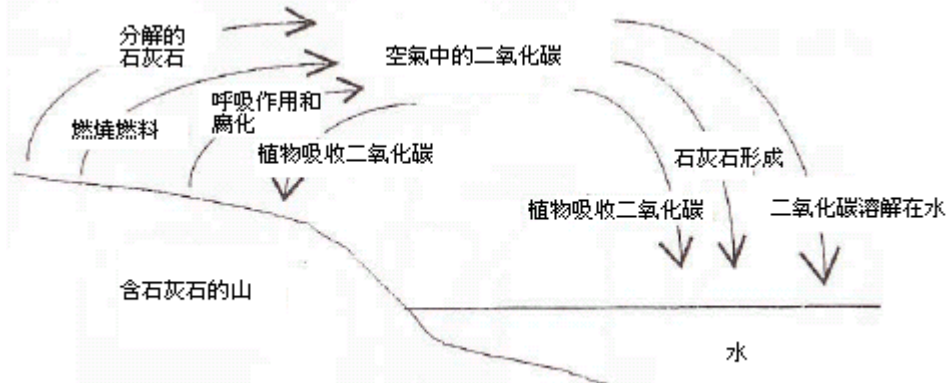 分解的
石灰石
空氣中的二氧化碳
呼吸作用和
腐化
燃燒燃料
植物吸收二氧化碳
石灰石形成
植物吸收二氧化碳
二氧化碳溶解在水
含石灰石的山
水